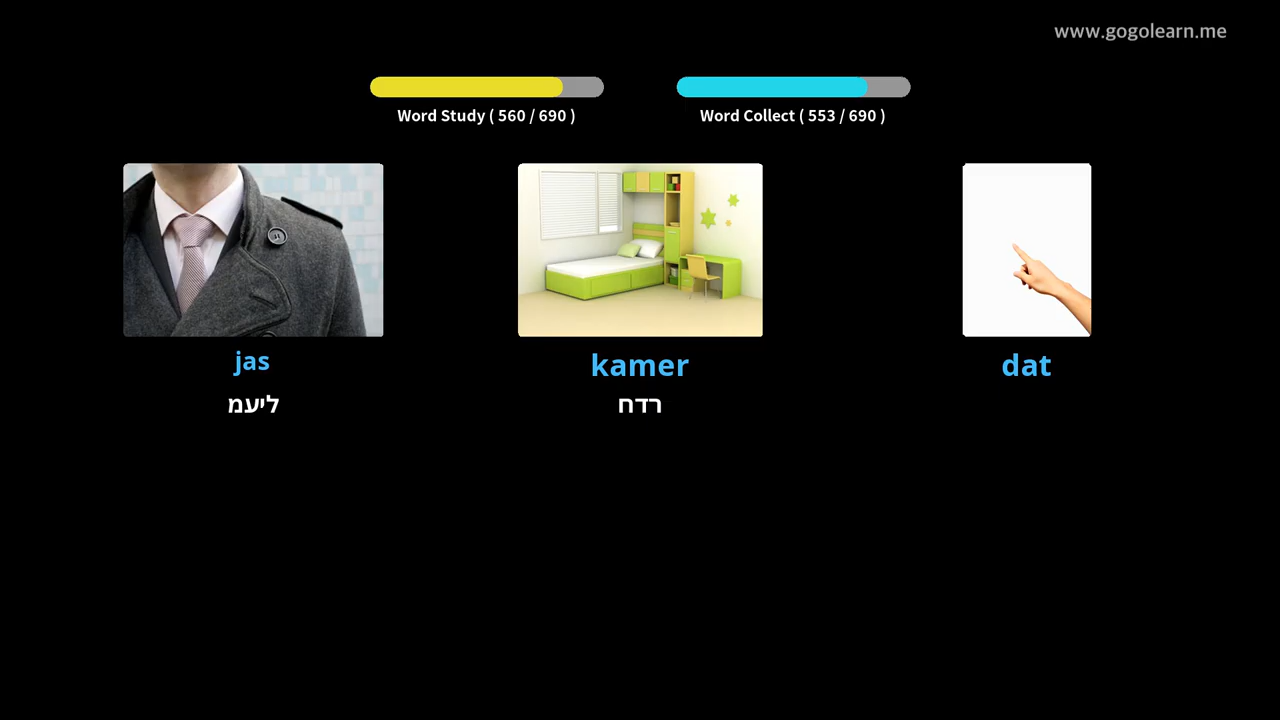 www.gogolearn.me
Word Study ( 560 / 690 )
Word Collect ( 553 / 690 )
jas
kamer
dat
ליעמ
רדח